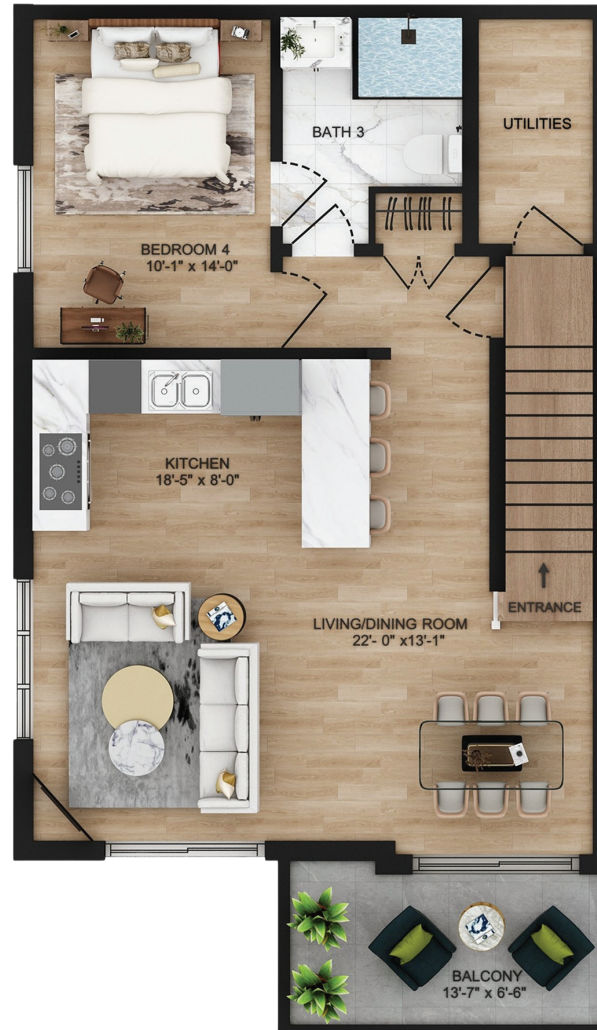 UTILITIES
BATH 3
BEDROOM 4
10'-1" x 14'-0"
KITCHEN
18'-5" x 8'-0"
ENTRANCE
LIVING/DINING ROOM
22'- 0" x13'-1"
BALCONY
13'-7" x 6'-6"